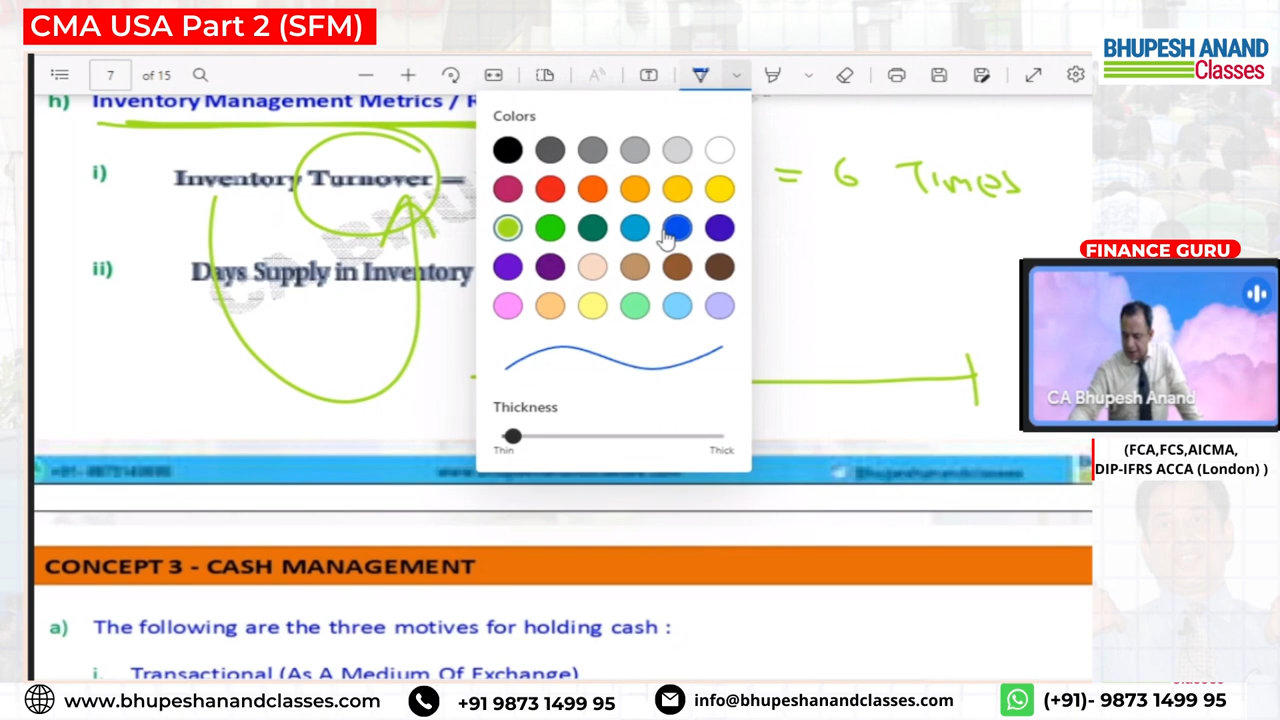 CMA USA Part 2 (SFM)
BHUPESH ANAND
Classes
7 of 15
h) Inventory Management Metrics / R
Colors
i) Inventory Turnover = = 6 Times
ii) Days Supply in Inventory
Thickness
Thin Thick
FINANCE GURU
CA Bhupesh Anand
(FCA,FCS,AICMA,
DIP-IFRS ACCA (London) )
CONCEPT 3 - CASH MANAGEMENT
a) The following are the three motives for holding cash :
i. Transactional (As A Medium Of Exchange)
www.bhupeshanandclasses.com +91 9873 1499 95 info@bhupeshanandclasses.com (+91)- 9873 1499 95